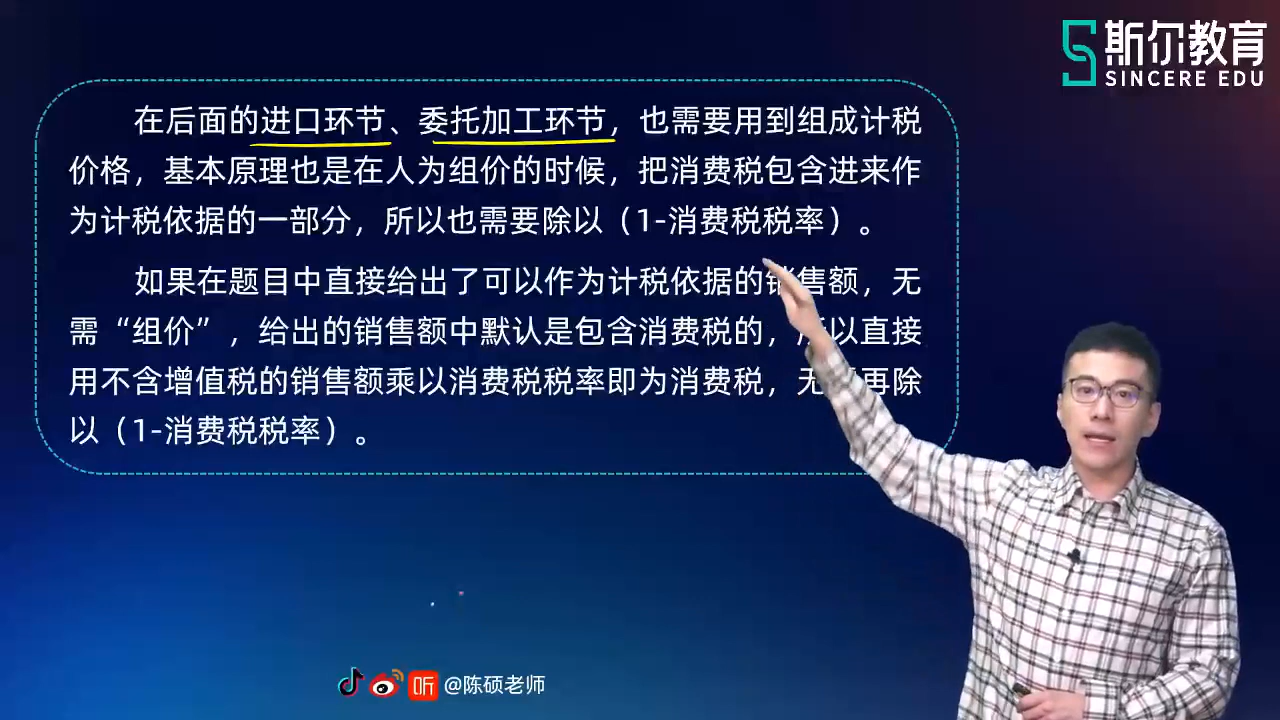 斯尔教育
SINCERE EDU
在后面的进口环节、委托加工环节，也需要用到组成计税
价格，基本原理也是在人为组价的时候，把消费税包含进来作
为计税依据的一部分，所以也需要除以（1-消费税税率）。
如果在题目中直接给出了可以作为计税依据的销售额，无
需“组价”，给出的销售额中默认是包含消费税的，所以直接
用不含增值税的销售额乘以消费税税率即为消费税，无 再除
以（1-消费税税率）。
听 @陈硕老师